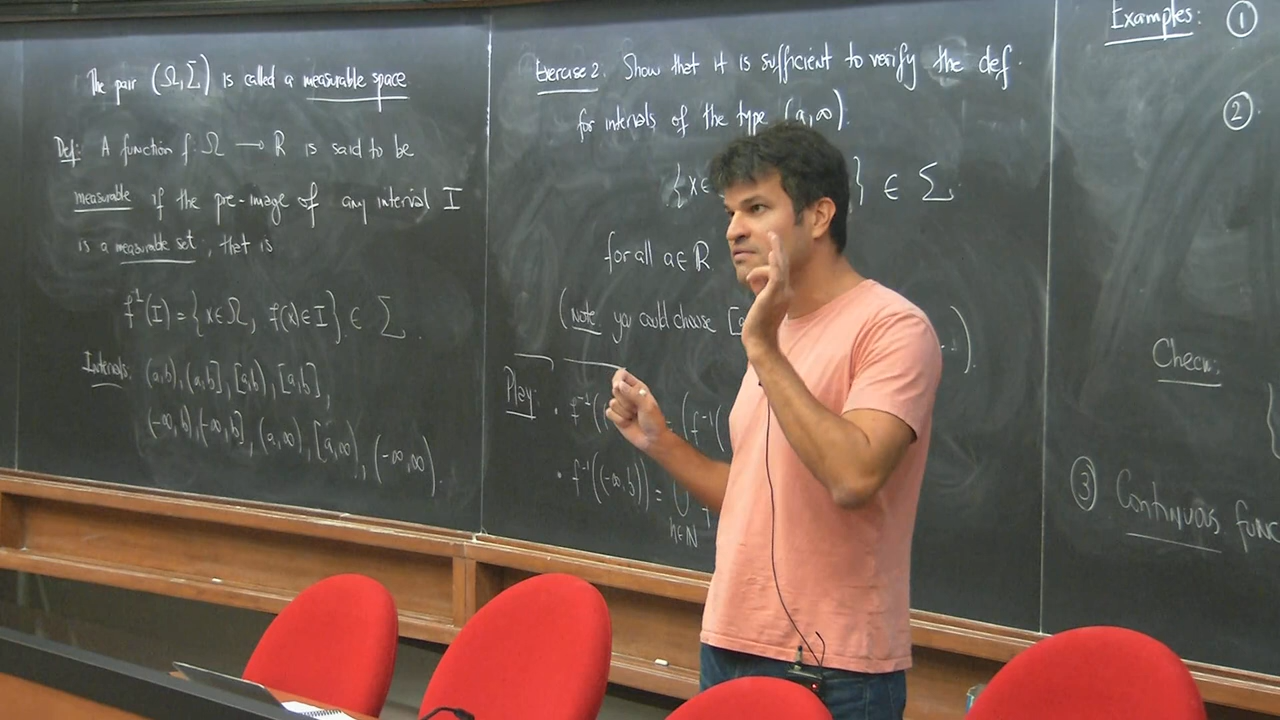 The pair (Ω, Σ) is called a measurable space
Def: A function f: Ω → R is said to be
measurable if the pre-image of any interval I
is a measurable set, that is
f⁻¹(I) = { x ∈ Ω, f(x) ∈ I } ∈ Σ
Intervals: (a,b), (a,b], [a,b), [a,b],
(-∞,b), (-∞,b], (a,∞), [a,∞), (-∞,∞).
Exercise 2. Show that it is sufficient to verify the def.
for intervals of the type (a,∞).
{ x ∈ } ∈ Σ.
for all a ∈ R
(Note: you could choose [a )
Play:
• f⁻¹( = ( f⁻¹(
• f⁻¹((-∞,b)) = ∪
n∈N
Examples: ①
②
Check:
③ Continuous func